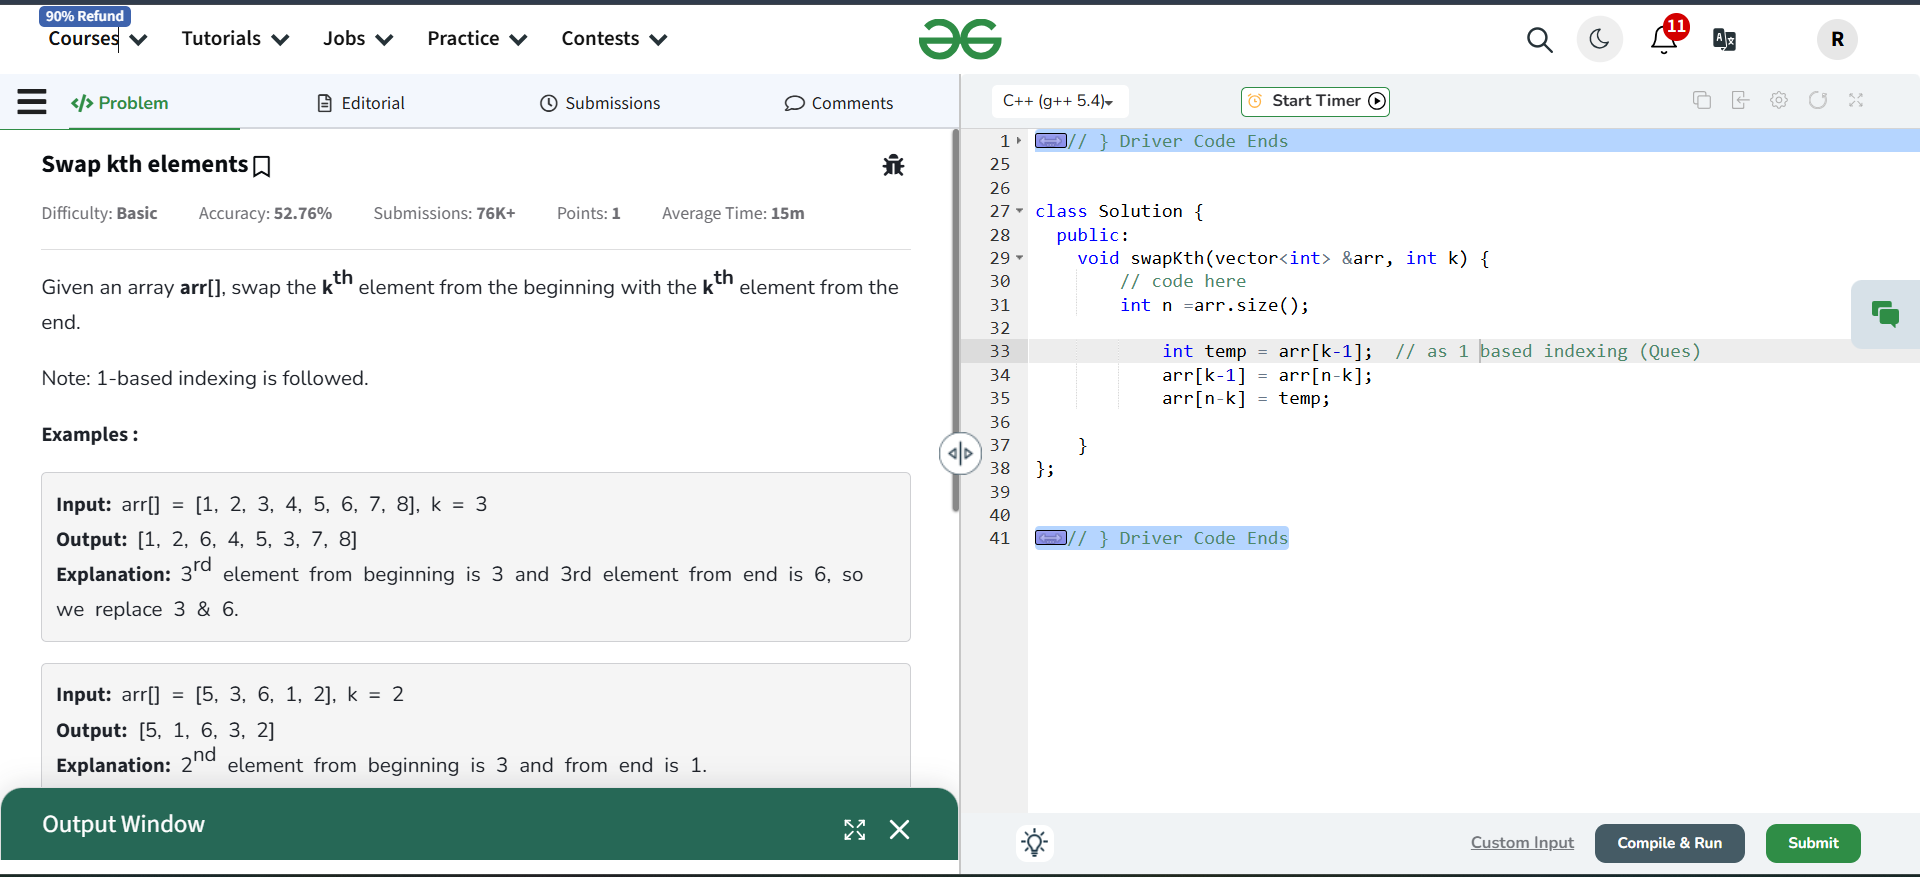 90% Refund
Courses Tutorials Jobs Practice Contests 11 R
Problem Editorial Submissions Comments
Swap kth elements
Difficulty: Basic Accuracy: 52.76% Submissions: 76K+ Points: 1 Average Time: 15m
Given an array arr[], swap the kth element from the beginning with the kth element from the
end.
Note: 1-based indexing is followed.
Examples :
Input: arr[] = [1, 2, 3, 4, 5, 6, 7, 8], k = 3
Output: [1, 2, 6, 4, 5, 3, 7, 8]
Explanation: 3rd element from beginning is 3 and 3rd element from end is 6, so
we replace 3 & 6.
Input: arr[] = [5, 3, 6, 1, 2], k = 2
Output: [5, 1, 6, 3, 2]
Explanation: 2nd element from beginning is 3 and from end is 1.
Output Window
C++ (g++ 5.4) Start Timer
1 // } Driver Code Ends
25
26
27 class Solution {
28 public:
29 void swapKth(vector<int> &arr, int k) {
30 // code here
31 int n =arr.size();
32
33 int temp = arr[k-1]; // as 1 based indexing (Ques)
34 arr[k-1] = arr[n-k];
35 arr[n-k] = temp;
36
37 }
38 };
39
40
41 // } Driver Code Ends
Custom Input Compile & Run Submit